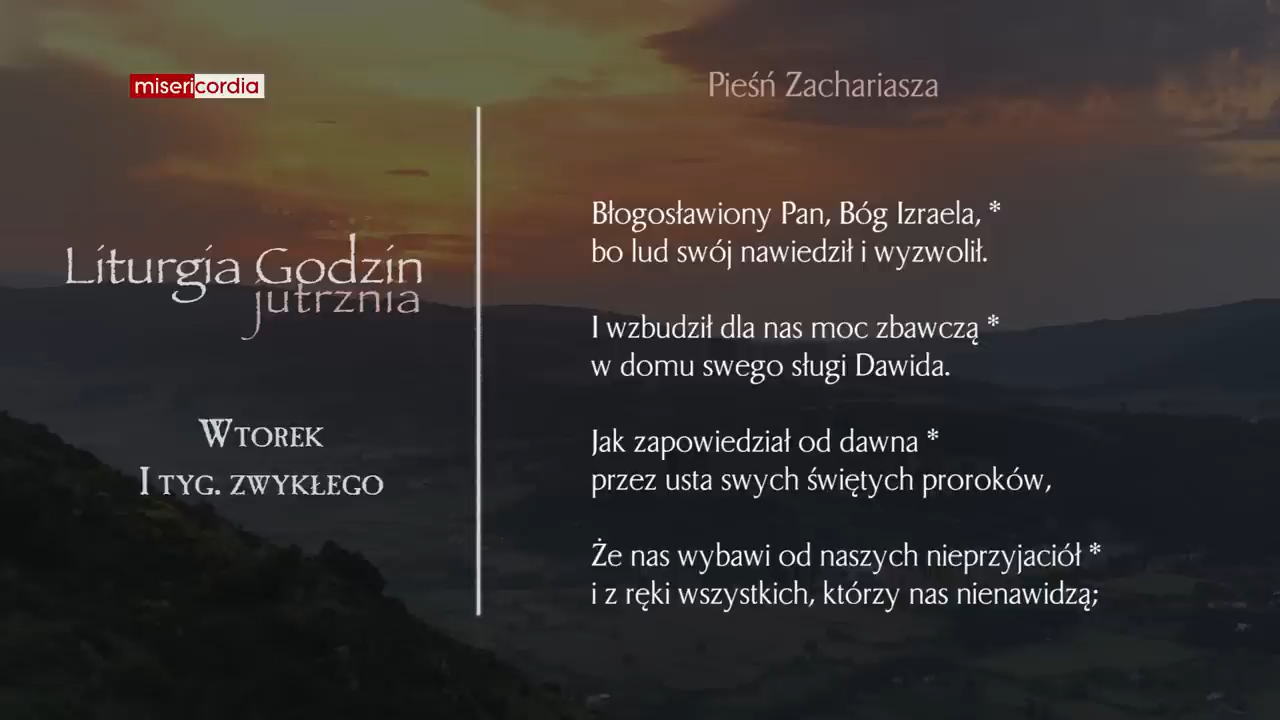 misericordia
Liturgia Godzin
jutrznia
Wtorek
I tyg. zwykłego
Pieśń Zachariasza
Błogosławiony Pan, Bóg Izraela, *
bo lud swój nawiedził i wyzwolił.
I wzbudził dla nas moc zbawczą *
w domu swego sługi Dawida.
Jak zapowiedział od dawna *
przez usta swych świętych proroków,
Że nas wybawi od naszych nieprzyjaciół *
i z ręki wszystkich, którzy nas nienawidzą;